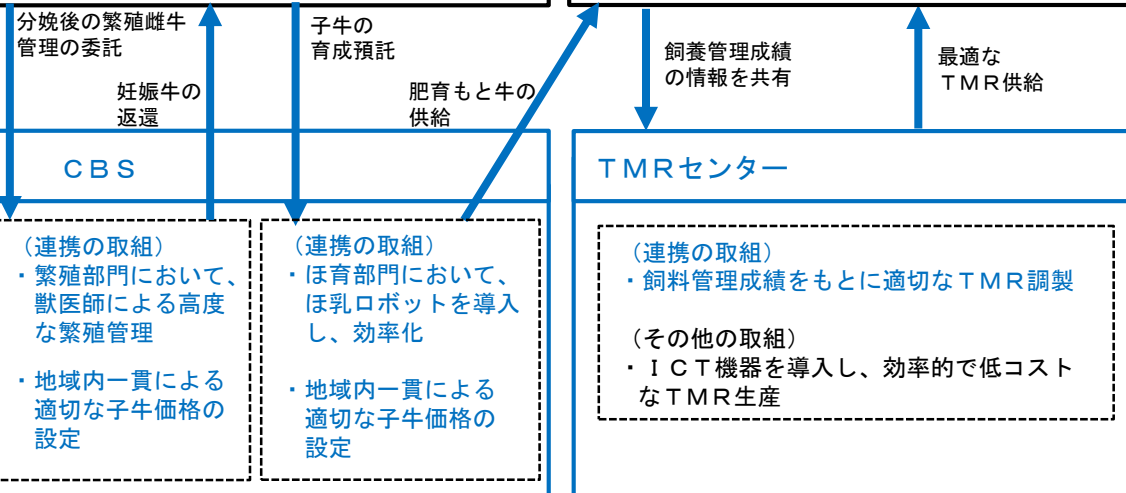 分娩後の繁殖雌牛
管理の委託
妊娠牛の
返還
子牛の
育成預託
肥育もと牛の
供給
飼養管理成績
の情報を共有
最適な
ＴＭＲ供給
ＣＢＳ
（連携の取組）
・繁殖部門において、
獣医師による高度
な繁殖管理
・地域内一貫による
適切な子牛価格の
設定
（連携の取組）
・ほ育部門において、
ほ乳ロボットを導入
し、効率化
・地域内一貫による
適切な子牛価格の
設定
ＴＭＲセンター
（連携の取組）
・飼料管理成績をもとに適切なＴＭＲ調製
（その他の取組）
・ＩＣＴ機器を導入し、効率的で低コスト
なＴＭＲ生産